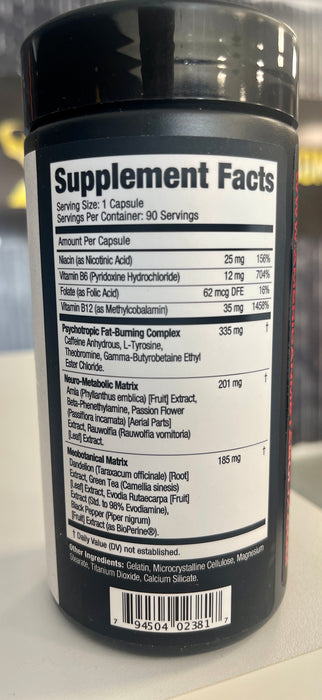 Supplement Facts
Serving Size: 1 Capsule
Servings Per Container: 90 Servings
Amount Per Capsule
Niacin (as Nicotinic Acid) 25 mg 156%
Vitamin B6 (Pyridoxine Hydrochloride) 12 mg 704%
Folate (as Folic Acid) 62 mcg DFE 16%
Vitamin B12 (as Methylcobalamin) 35 mg 1458%
Psychotropic Fat-Burning Complex 335 mg †
Caffeine Anhydrous, L-Tyrosine,
Theobromine, Gamma-Butyrobetaine Ethyl
Ester Chloride.
Neuro-Metabolic Matrix 201 mg †
Amla (Phyllanthus emblica) [Fruit] Extract,
Beta-Phenethylamine, Passion Flower
(Passiflora incarnata) [Aerial Parts]
Extract, Rauwolfia (Rauwolfia vomitoria)
[Leaf] Extract.
Meobotanical Matrix 185 mg †
Dandelion (Taraxacum officinale) [Root]
Extract, Green Tea (Camellia sinesis)
[Leaf] Extract, Evodia Rutaecarpa [Fruit]
Extract (Std. to 98% Evodiamine),
Black Pepper (Piper nigrum)
[Fruit] Extract (as BioPerine®).
† Daily Value (DV) not established.
Other Ingredients: Gelatin, Microcrystalline Cellulose, Magnesium
Stearate, Titanium Dioxide, Calcium Silicate.
7 94504 02381 7